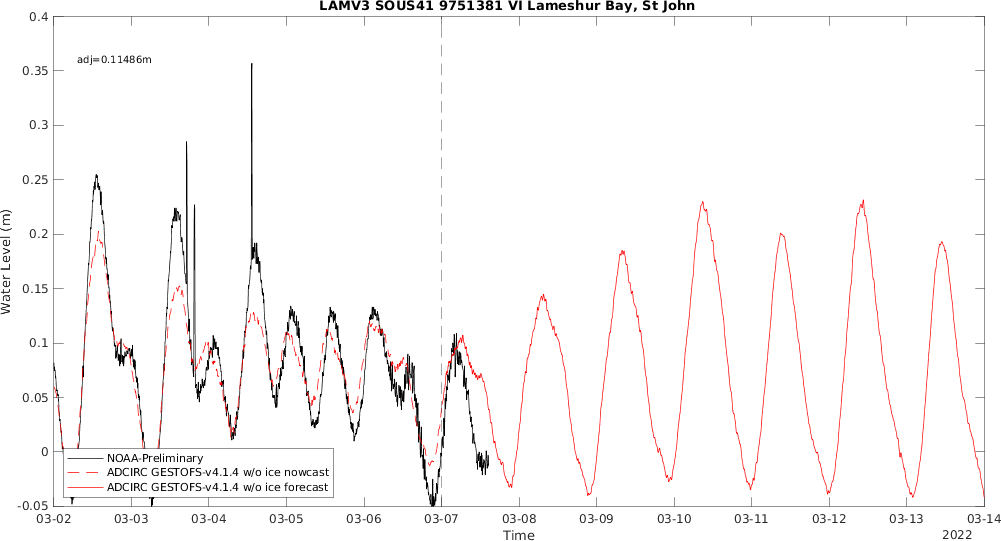 LAMV3 SOUS41 9751381 VI Lameshur Bay, St John
adj=0.11486m
Water Level (m)
0.4
0.35
0.3
0.25
0.2
0.15
0.1
0.05
0
-0.05
NOAA-Preliminary
ADCIRC GESTOFS-v4.1.4 w/o ice nowcast
ADCIRC GESTOFS-v4.1.4 w/o ice forecast
03-02 03-03 03-04 03-05 03-06 03-07 03-08 03-09 03-10 03-11 03-12 03-13 03-14
Time
2022